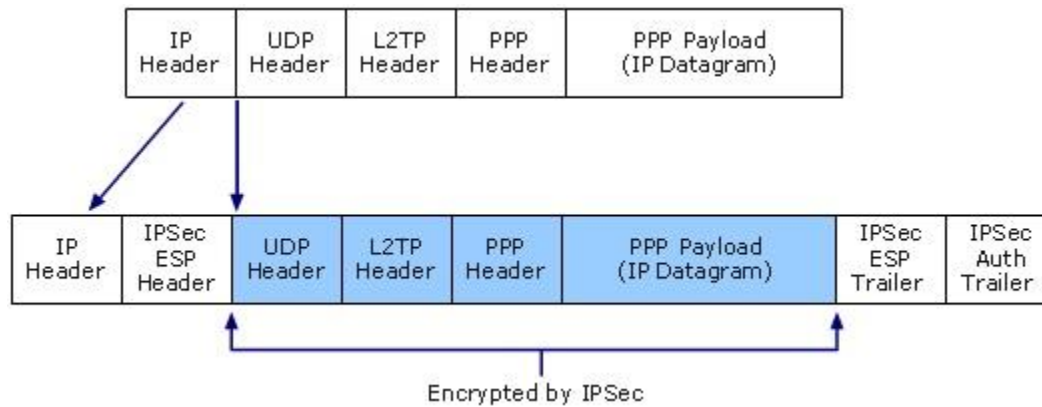 IP
Header
UDP
Header
L2TP
Header
PPP
Header
PPP Payload
(IP Datagram)
IP
Header
IPSec
ESP
Header
UDP
Header
L2TP
Header
PPP
Header
PPP Payload
(IP Datagram)
IPSec
ESP
Trailer
IPSec
Auth
Trailer
Encrypted by IPSec